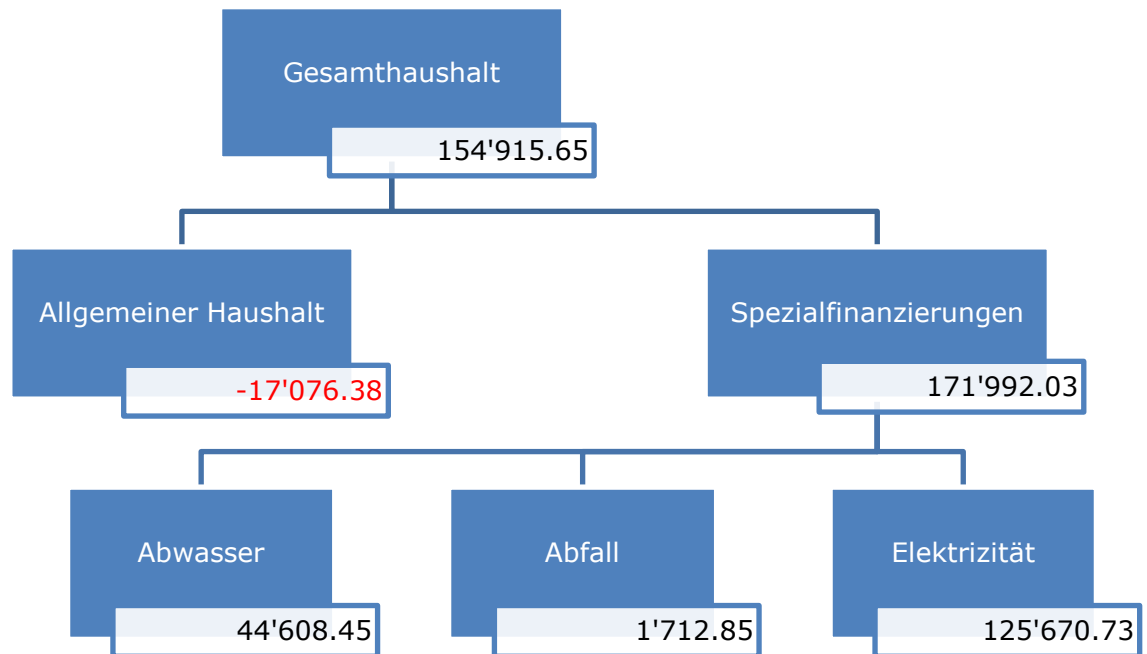 Gesamthaushalt
154'915.65
Allgemeiner Haushalt
-17'076.38
Spezialfinanzierungen
171'992.03
Abwasser
44'608.45
Abfall
1'712.85
Elektrizität
125'670.73